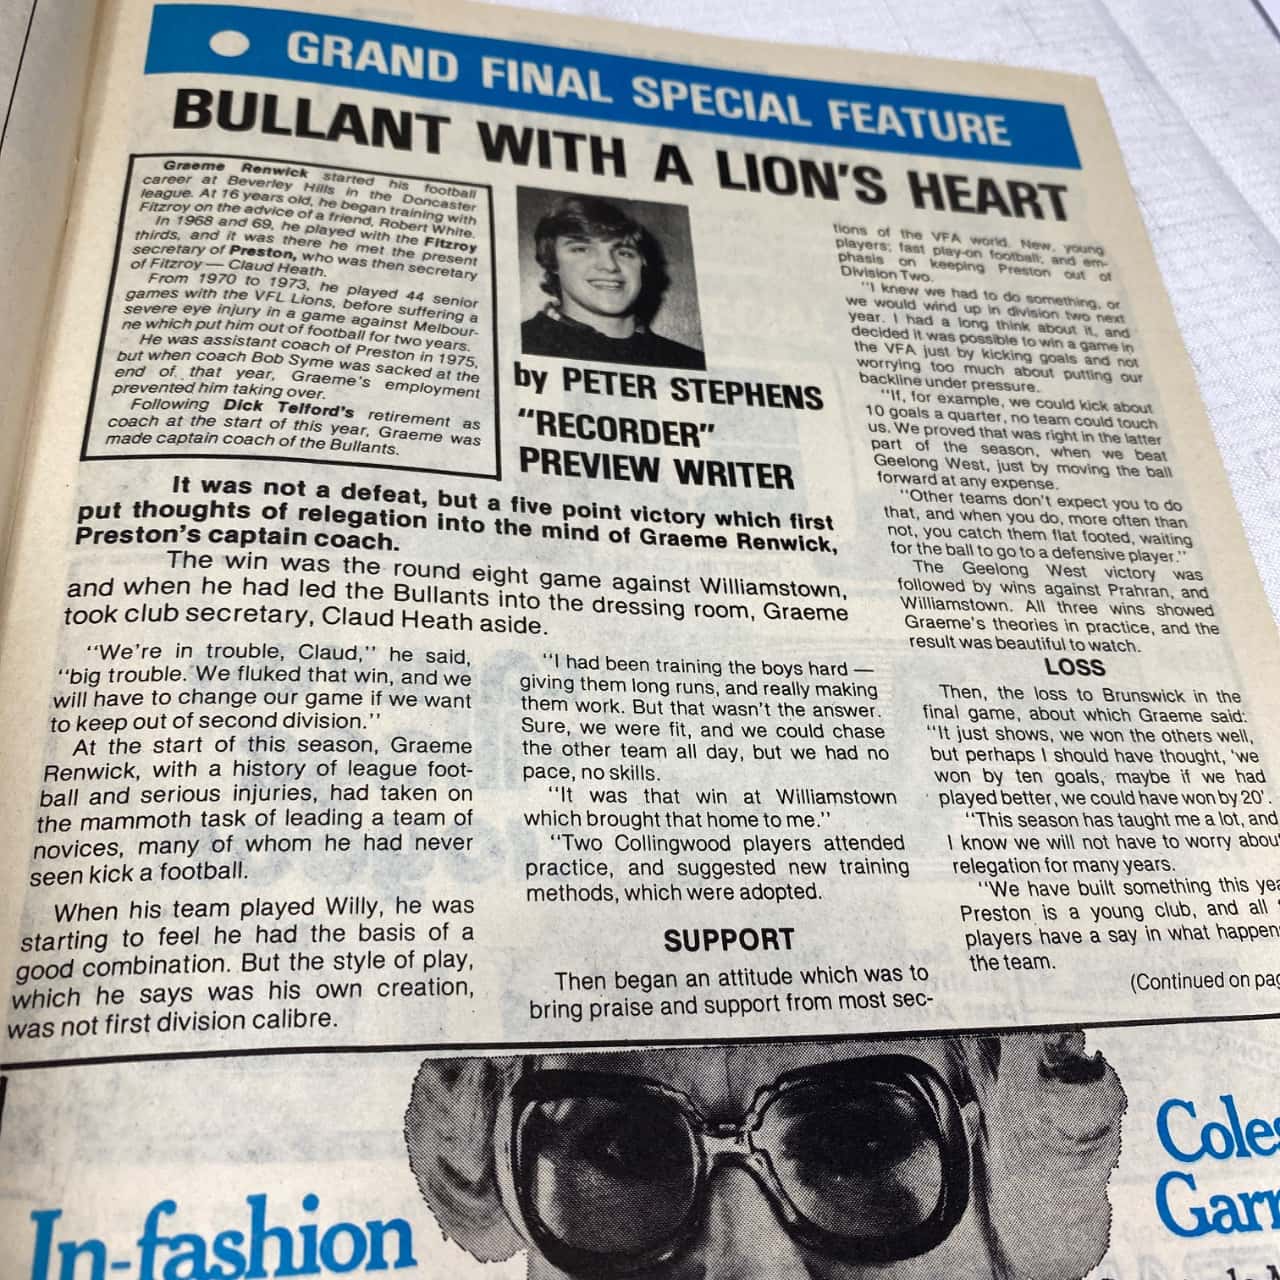 GRAND FINAL SPECIAL FEATURE
BULLANT WITH A LION'S HEART
Graeme Renwick started his football
career at Beverley Hills in the Doncaster
league. At 16 years old, he began training with
Fitzroy on the advice of a friend, Robert White.
In 1968 and 69, he played with the Fitzroy
thirds, and it was there he met the present
secretary of Preston, who was then secretary
of Fitzroy — Claud Heath.
From 1970 to 1973, he played 44 senior
games with the VFL Lions, before suffering a
severe eye injury in a game against Melbour-
ne which put him out of football for two years.
He was assistant coach of Preston in 1975,
but when coach Bob Syme was sacked at the
end of that year, Graeme's employment
prevented him taking over.
Following Dick Telford's retirement as
coach at the start of this year, Graeme was
made captain coach of the Bullants.
by PETER STEPHENS
"RECORDER"
PREVIEW WRITER
It was not a defeat, but a five point victory which first
put thoughts of relegation into the mind of Graeme Renwick,
Preston's captain coach.
The win was the round eight game against Williamstown,
and when he had led the Bullants into the dressing room, Graeme
took club secretary, Claud Heath aside.
"We're in trouble, Claud," he said,
"big trouble. We fluked that win, and we
will have to change our game if we want
to keep out of second division."
At the start of this season, Graeme
Renwick, with a history of league foot-
ball and serious injuries, had taken on
the mammoth task of leading a team of
novices, many of whom he had never
seen kick a football.
When his team played Willy, he was
starting to feel he had the basis of a
good combination. But the style of play,
which he says was his own creation,
was not first division calibre.
"I had been training the boys hard —
giving them long runs, and really making
them work. But that wasn't the answer.
Sure, we were fit, and we could chase
the other team all day, but we had no
pace, no skills.
"It was that win at Williamstown
which brought that home to me."
"Two Collingwood players attended
practice, and suggested new training
methods, which were adopted.
SUPPORT
Then began an attitude which was to
bring praise and support from most sec-
tions of the VFA world. New, young
players; fast play-on football; and em-
phasis on keeping Preston out of
Division Two.
"I knew we had to do something, or
we would wind up in division two next
year. I had a long think about it, and
decided it was possible to win a game in
the VFA just by kicking goals and not
worrying too much about putting our
backline under pressure.
"If, for example, we could kick about
10 goals a quarter, no team could touch
us. We proved that was right in the latter
part of the season, when we beat
Geelong West, just by moving the ball
forward at any expense.
"Other teams don't expect you to do
that, and when you do, more often than
not, you catch them flat footed, waiting
for the ball to go to a defensive player."
The Geelong West victory was
followed by wins against Prahran, and
Williamstown. All three wins showed
Graeme's theories in practice, and the
result was beautiful to watch.
LOSS
Then, the loss to Brunswick in the
final game, about which Graeme said:
"It just shows, we won the others well,
but perhaps I should have thought, 'we
won by ten goals, maybe if we had
played better, we could have won by 20'.
"This season has taught me a lot, and
I know we will not have to worry abou
relegation for many years.
"We have built something this yea
Preston is a young club, and all
players have a say in what happen
the team.
(Continued on pag
In-fashion
Coles
Garr